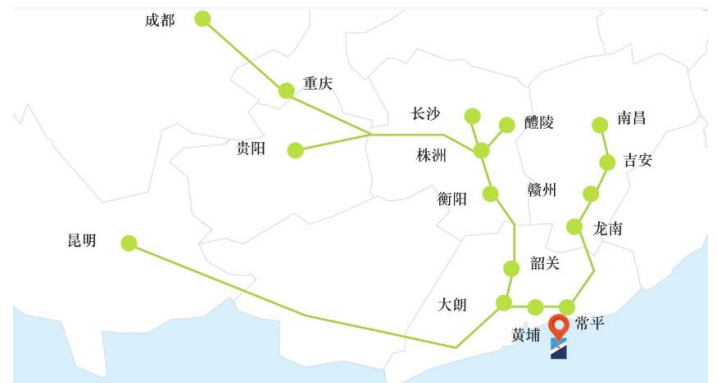 成都
重庆
长沙
醴陵
南昌
贵阳
株洲
吉安
衡阳
赣州
龙南
昆明
韶关
大朗
黄埔
常平